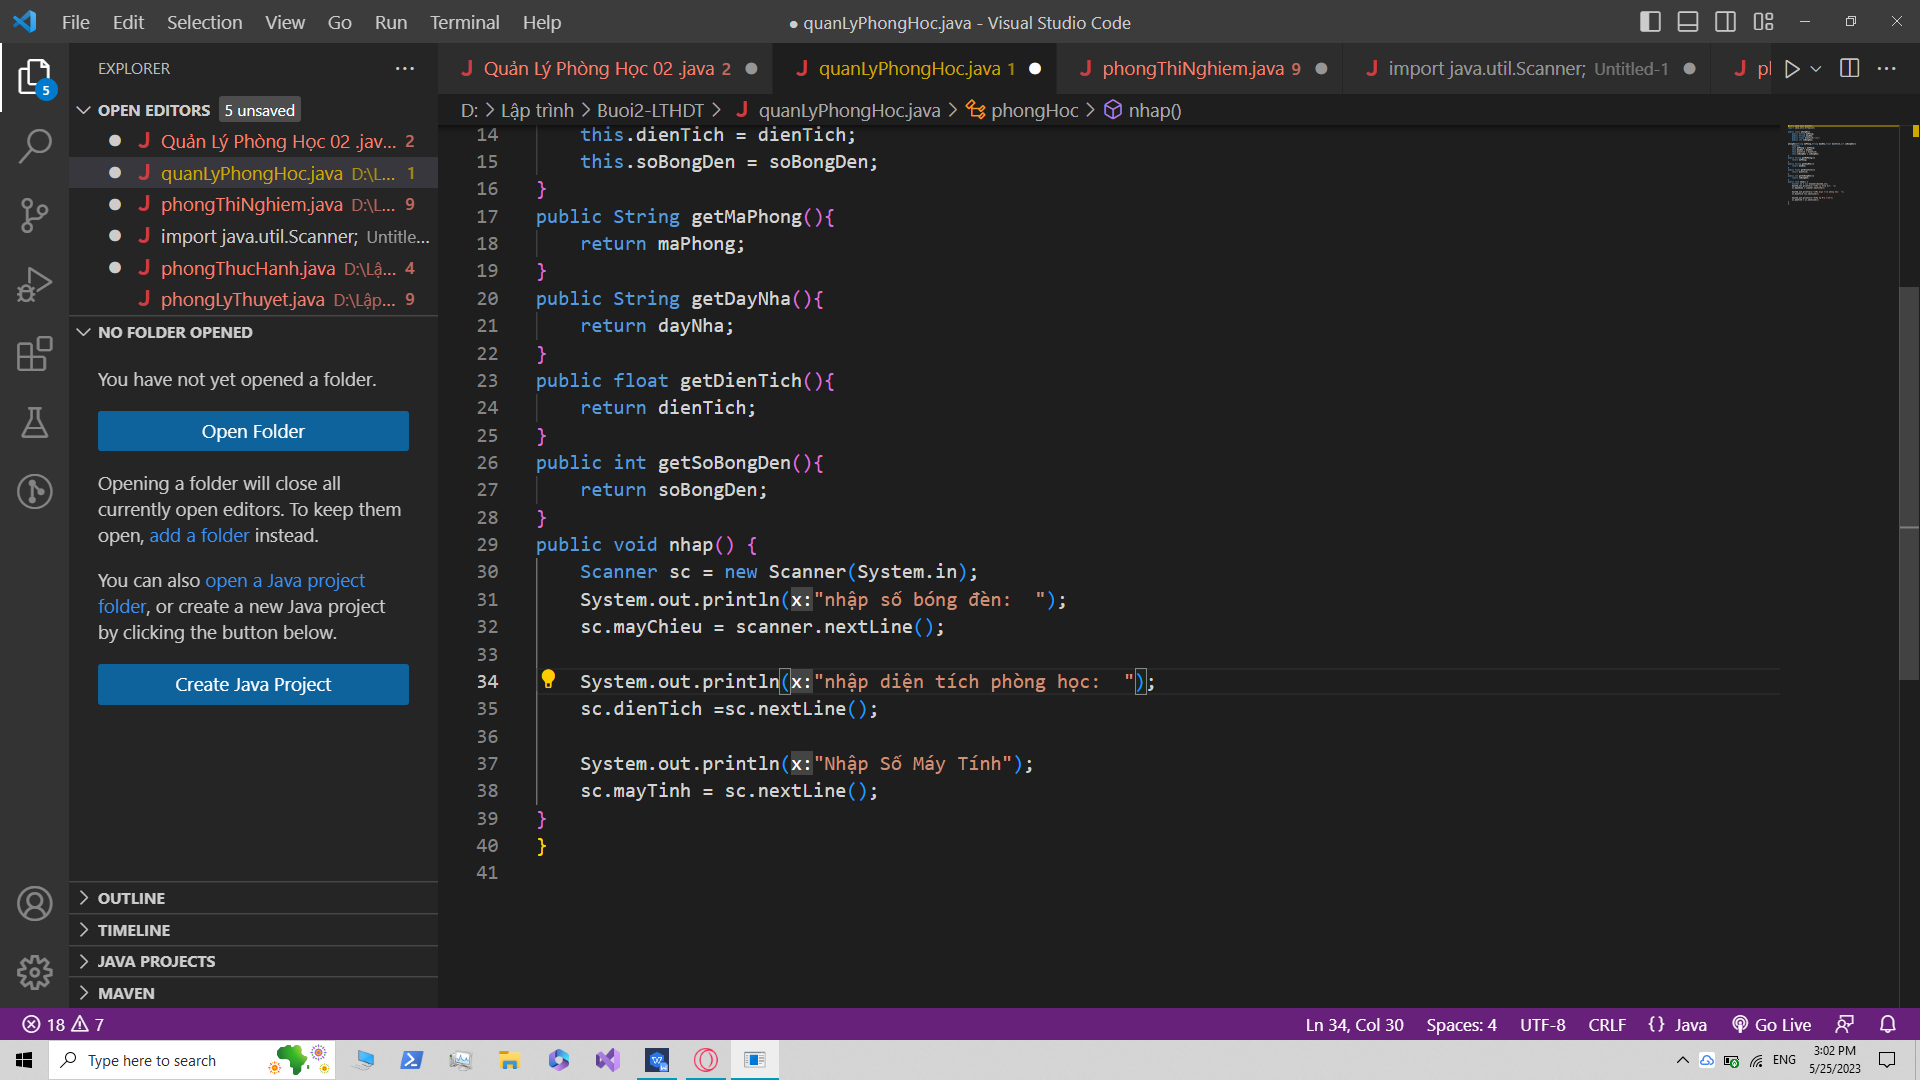 File Edit Selection View Go Run Terminal Help
● quanLyPhongHoc.java - Visual Studio Code
EXPLORER
OPEN EDITORS 5 unsaved
Quản Lý Phòng Học 02 .jav... 2
quanLyPhongHoc.java D:\L... 1
phongThiNghiem.java D:\L... 9
import java.util.Scanner; Untitle...
phongThucHanh.java D:\Lậ... 4
phongLyThuyet.java D:\Lập... 9
NO FOLDER OPENED
You have not yet opened a folder.
Open Folder
Opening a folder will close all
currently open editors. To keep them
open, add a folder instead.
You can also open a Java project
folder, or create a new Java project
by clicking the button below.
Create Java Project
OUTLINE
TIMELINE
JAVA PROJECTS
MAVEN
5
Quản Lý Phòng Học 02 .java 2 quanLyPhongHoc.java 1 phongThiNghiem.java 9 import java.util.Scanner; Untitled-1
D: > Lập trình > Buoi2-LTHDT > quanLyPhongHoc.java > phongHoc > nhap()
14 this.dienTich = dienTich;
15 this.soBongDen = soBongDen;
16 }
17 public String getMaPhong(){
18 return maPhong;
19 }
20 public String getDayNha(){
21 return dayNha;
22 }
23 public float getDienTich(){
24 return dienTich;
25 }
26 public int getSoBongDen(){
27 return soBongDen;
28 }
29 public void nhap() {
30 Scanner sc = new Scanner(System.in);
31 System.out.println(x:"nhập số bóng đèn:  ");
32 sc.mayChieu = scanner.nextLine();
33
34 System.out.println(x:"nhập diện tích phòng học:  ");
35 sc.dienTich =sc.nextLine();
36
37 System.out.println(x:"Nhập Số Máy Tính");
38 sc.mayTinh = sc.nextLine();
39 }
40 }
41
18 7 Ln 34, Col 30 Spaces: 4 UTF-8 CRLF {} Java Go Live
Type here to search
ENG
3:02 PM
5/25/2023